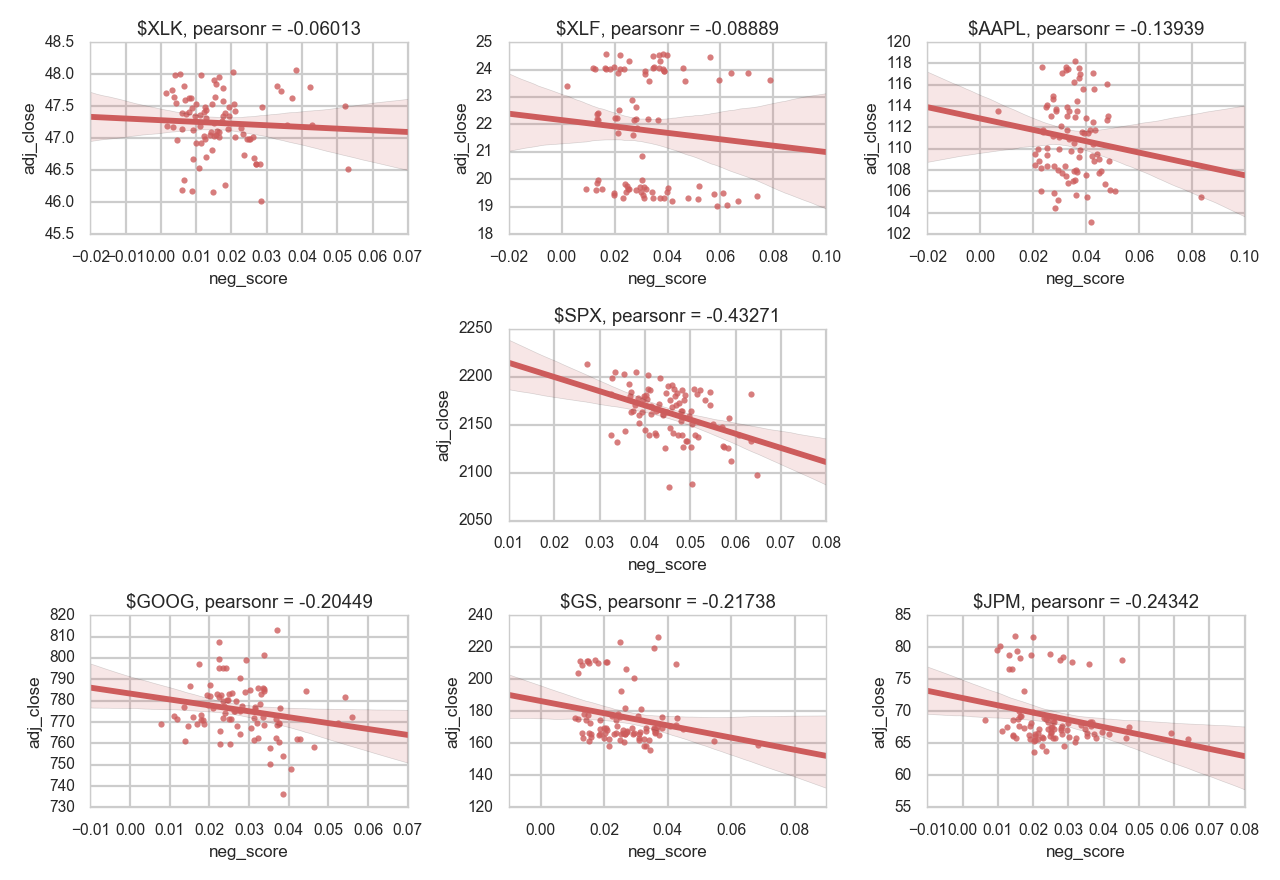 $XLK, pearsonr = -0.06013
48.5
48.0
47.5
47.0
46.5
46.0
45.5
adj_close
−0.02 −0.01 0.00 0.01 0.02 0.03 0.04 0.05 0.06 0.07
neg_score
$XLF, pearsonr = -0.08889
25
24
23
22
21
20
19
18
adj_close
−0.02 0.00 0.02 0.04 0.06 0.08 0.10
neg_score
$AAPL, pearsonr = -0.13939
120
118
116
114
112
110
108
106
104
102
adj_close
−0.02 0.00 0.02 0.04 0.06 0.08 0.10
neg_score
$SPX, pearsonr = -0.43271
2250
2200
2150
2100
2050
adj_close
0.01 0.02 0.03 0.04 0.05 0.06 0.07 0.08
neg_score
$GOOG, pearsonr = -0.20449
820
810
800
790
780
770
760
750
740
730
adj_close
−0.01 0.00 0.01 0.02 0.03 0.04 0.05 0.06 0.07
neg_score
$GS, pearsonr = -0.21738
240
220
200
180
160
140
120
adj_close
0.00 0.02 0.04 0.06 0.08
neg_score
$JPM, pearsonr = -0.24342
85
80
75
70
65
60
55
adj_close
−0.01 0.00 0.01 0.02 0.03 0.04 0.05 0.06 0.07 0.08
neg_score